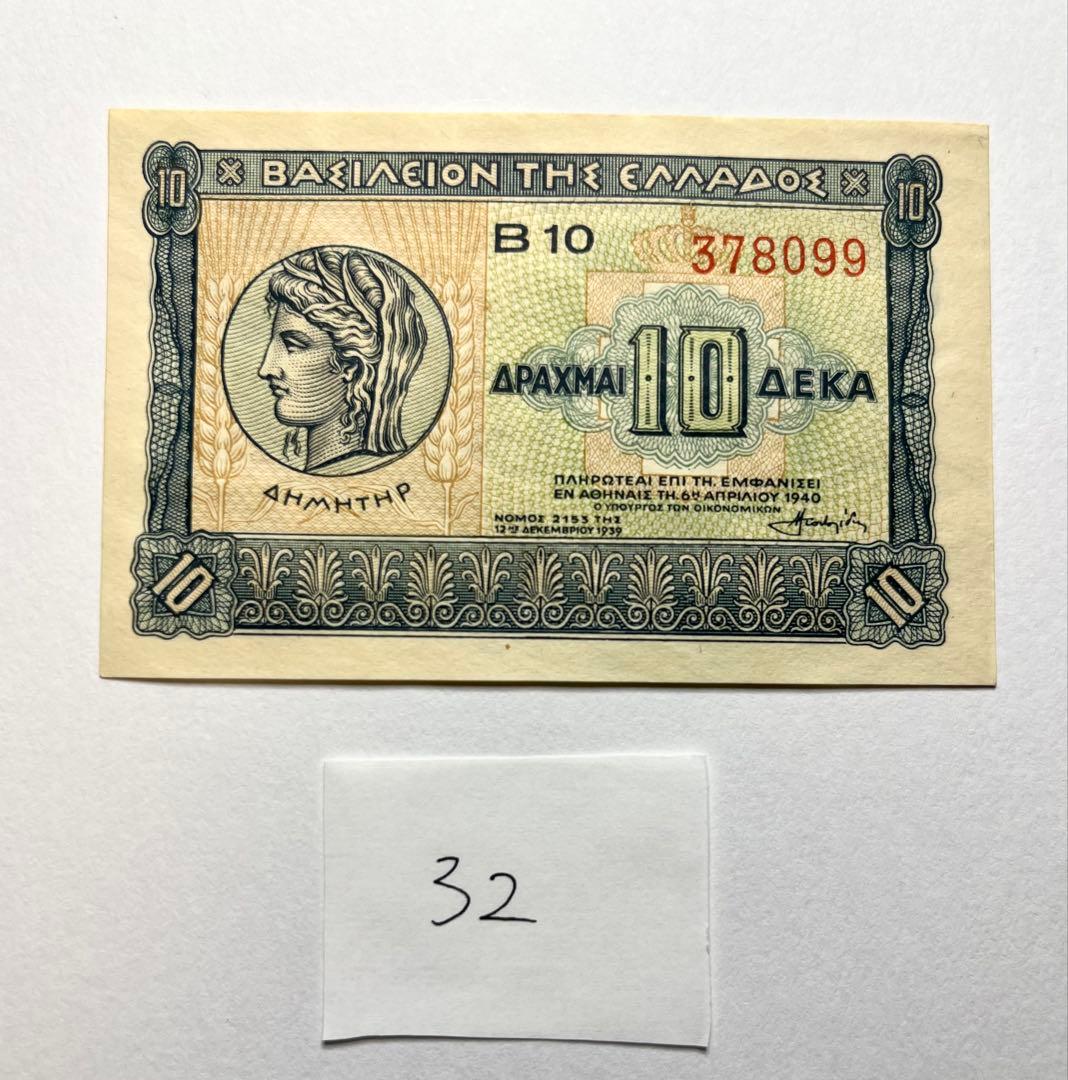 10 ΒΑΣΙΛΕΙΟΝ ΤΗΣ ΕΛΛΑΔΟΣ 10
Β 10 378099
ΔΡΑΧΜΑΙ 10 ΔΕΚΑ
ΔΗΜΗΤΗΡ
ΠΛΗΡΩΤΕΑΙ ΕΠΙ ΤΗ, ΕΜΦΑΝΙΣΕΙ
ΕΝ ΑΘΗΝΑΙΣ ΤΗ, 6ῃ ΑΠΡΙΛΙΟΥ 1940
Ο ΥΠΟΥΡΓΟΣ ΤΩΝ ΟΙΚΟΝΟΜΙΚΩΝ
ΝΟΜΟΣ 2153 ΤΗΣ
12ης ΔΕΚΕΜΒΡΙΟΥ 1939
10 10
32